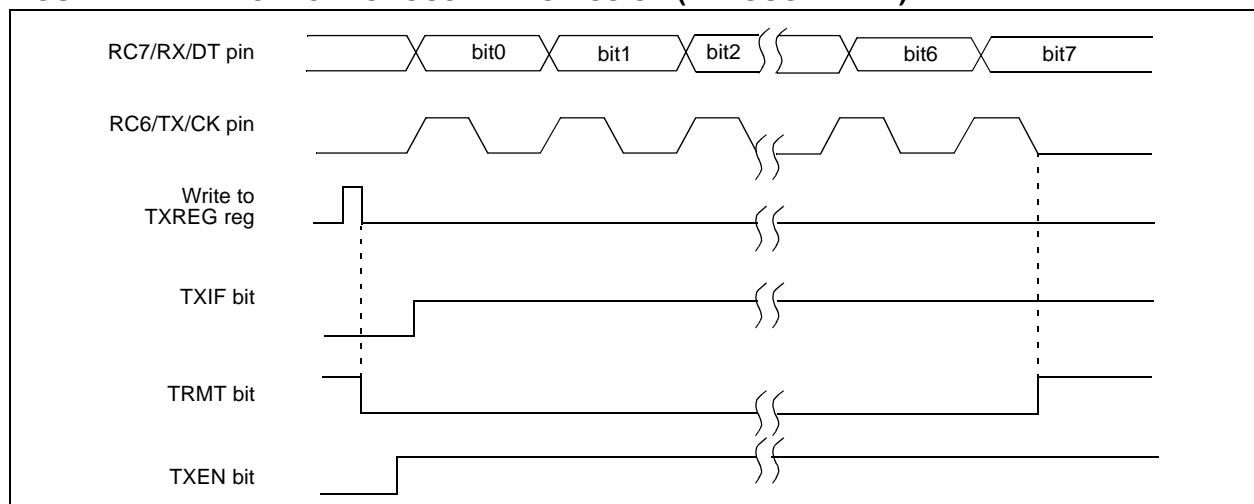 RC7/RX/DT pin
bit0
bit1
bit2
bit6
bit7
RC6/TX/CK pin
Write to
TXREG reg
TXIF bit
TRMT bit
TXEN bit